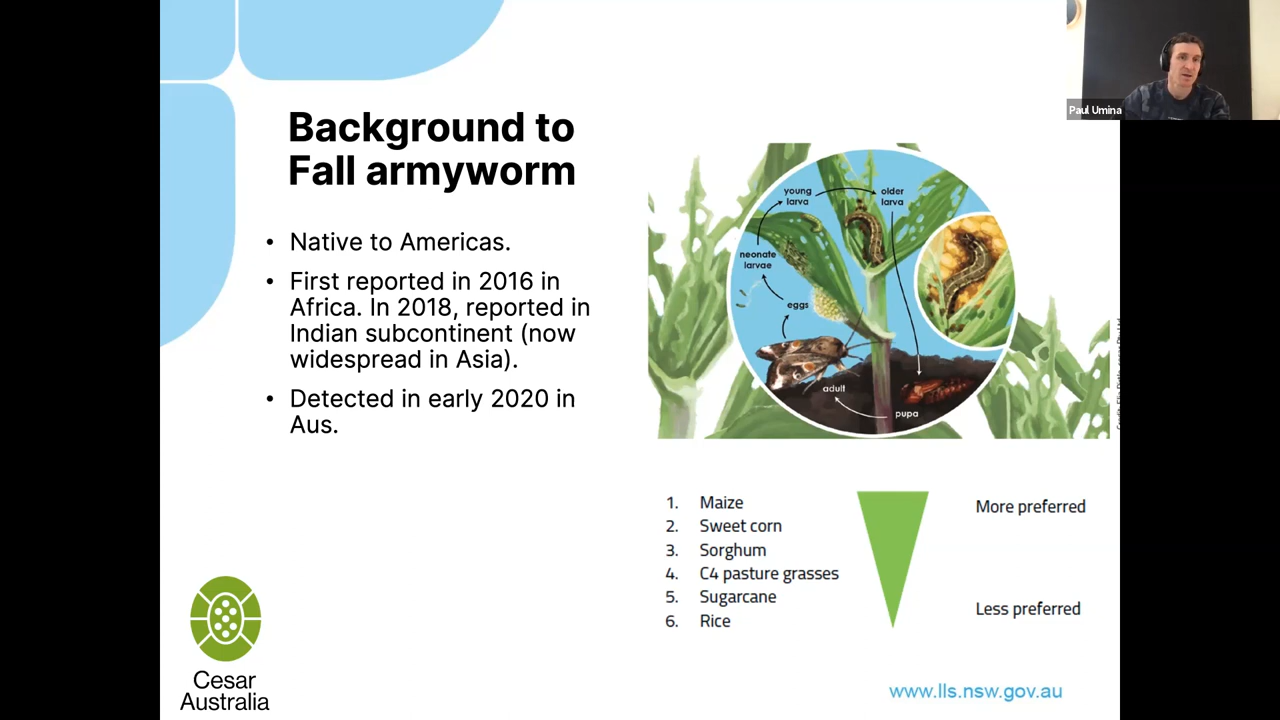 Paul Umina
Background to
Fall armyworm
• Native to Americas.
• First reported in 2016 in
Africa. In 2018, reported in
Indian subcontinent (now
widespread in Asia).
• Detected in early 2020 in
Aus.
young
larva
older
larva
neonate
larvae
eggs
adult
pupa
1. Maize
2. Sweet corn
3. Sorghum
4. C4 pasture grasses
5. Sugarcane
6. Rice
More preferred
Less preferred
Cesar
Australia
www.lls.nsw.gov.au